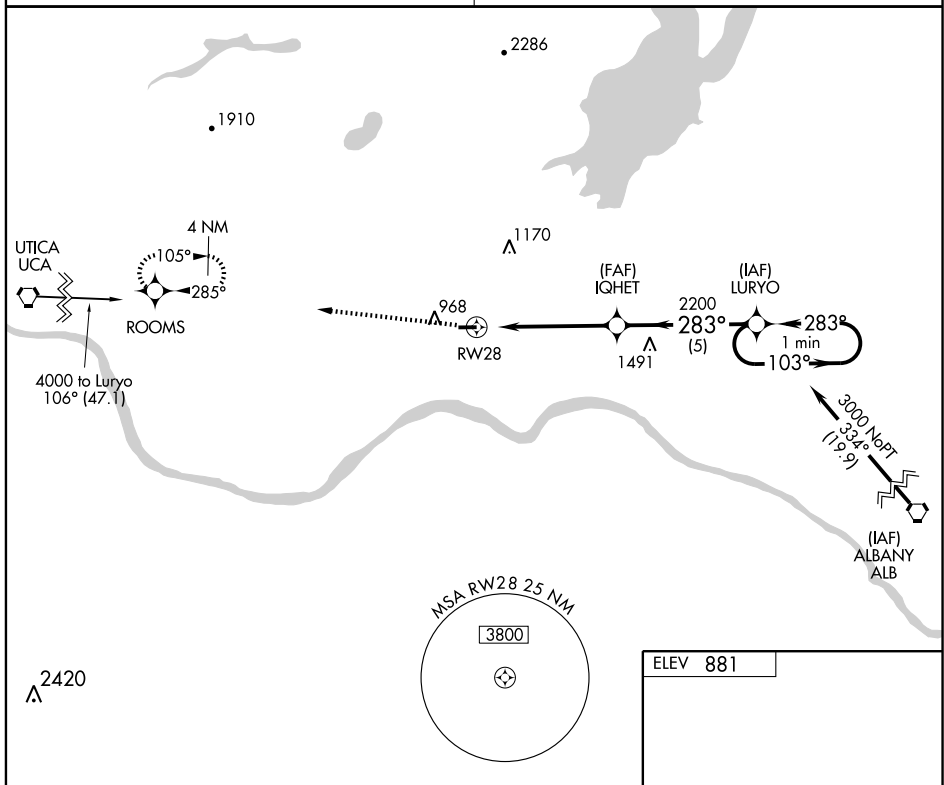 2286
1910
4 NM
105°
285°
ROOMS
UTICA
UCA
4000 to Luryo
106° (47.1)
1170
968
RW28
(FAF)
IQHET
1491
2200
283°
(5)
(IAF)
LURYO
283°
1 min
103°
3000 NoPT
334°
(19.9)
(IAF)
ALBANY
ALB
MSA RW28 25 NM
3800
2420
ELEV 881